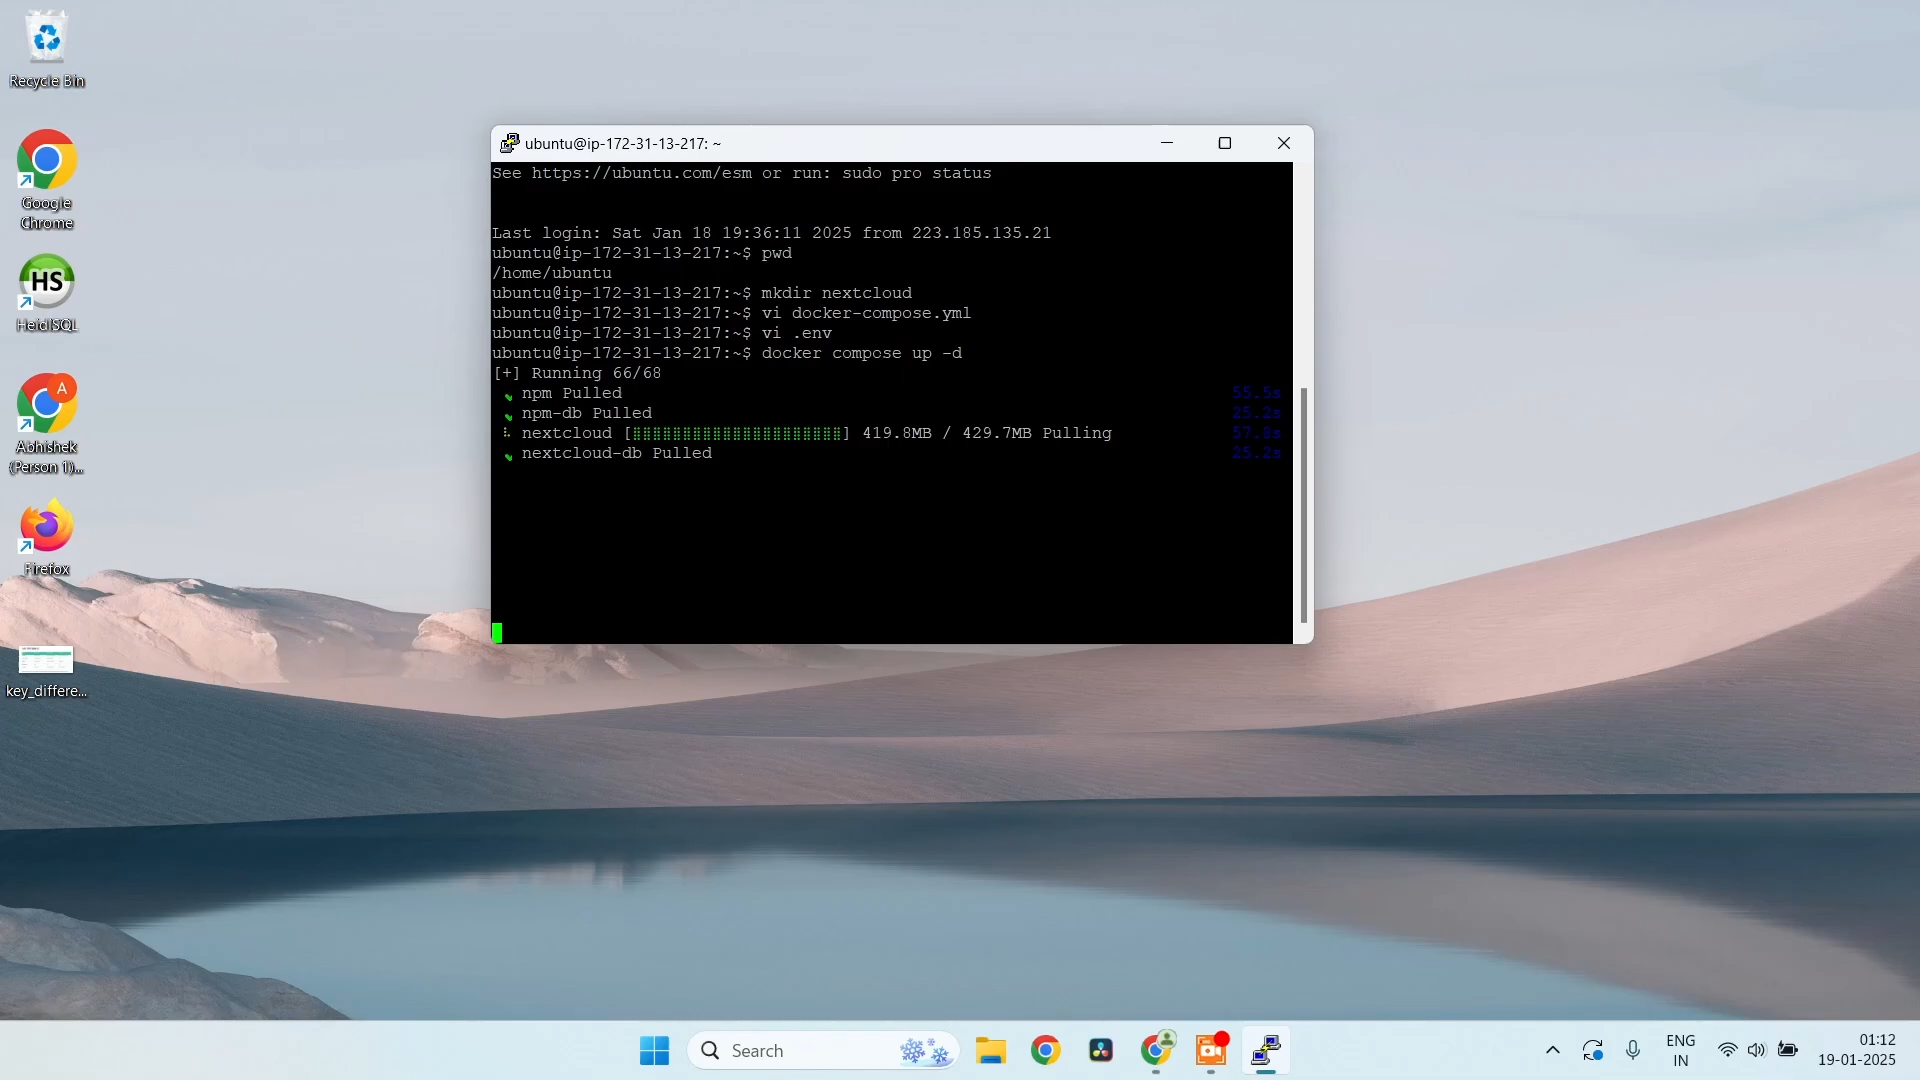 Recycle Bin
Google
Chrome
HS
HeidiSQL
A
Abhishek
(Person 1)...
Firefox
key_differe...
ubuntu@ip-172-31-13-217: ~
See https://ubuntu.com/esm or run: sudo pro status
Last login: Sat Jan 18 19:36:11 2025 from 223.185.135.21
ubuntu@ip-172-31-13-217:~$ pwd
/home/ubuntu
ubuntu@ip-172-31-13-217:~$ mkdir nextcloud
ubuntu@ip-172-31-13-217:~$ vi docker-compose.yml
ubuntu@ip-172-31-13-217:~$ vi .env
ubuntu@ip-172-31-13-217:~$ docker compose up -d
[+] Running 66/68
npm Pulled 55.5s
npm-db Pulled 25.2s
nextcloud [⣿⣿⣿⣿⣿⣿⣿⣿⣿⣿⣿⣿⣿⣿⣿⣿⣿⣿⣿⣿⣿] 419.8MB / 429.7MB Pulling 57.8s
nextcloud-db Pulled 25.2s
Search
ENG
IN
01:12
19-01-2025